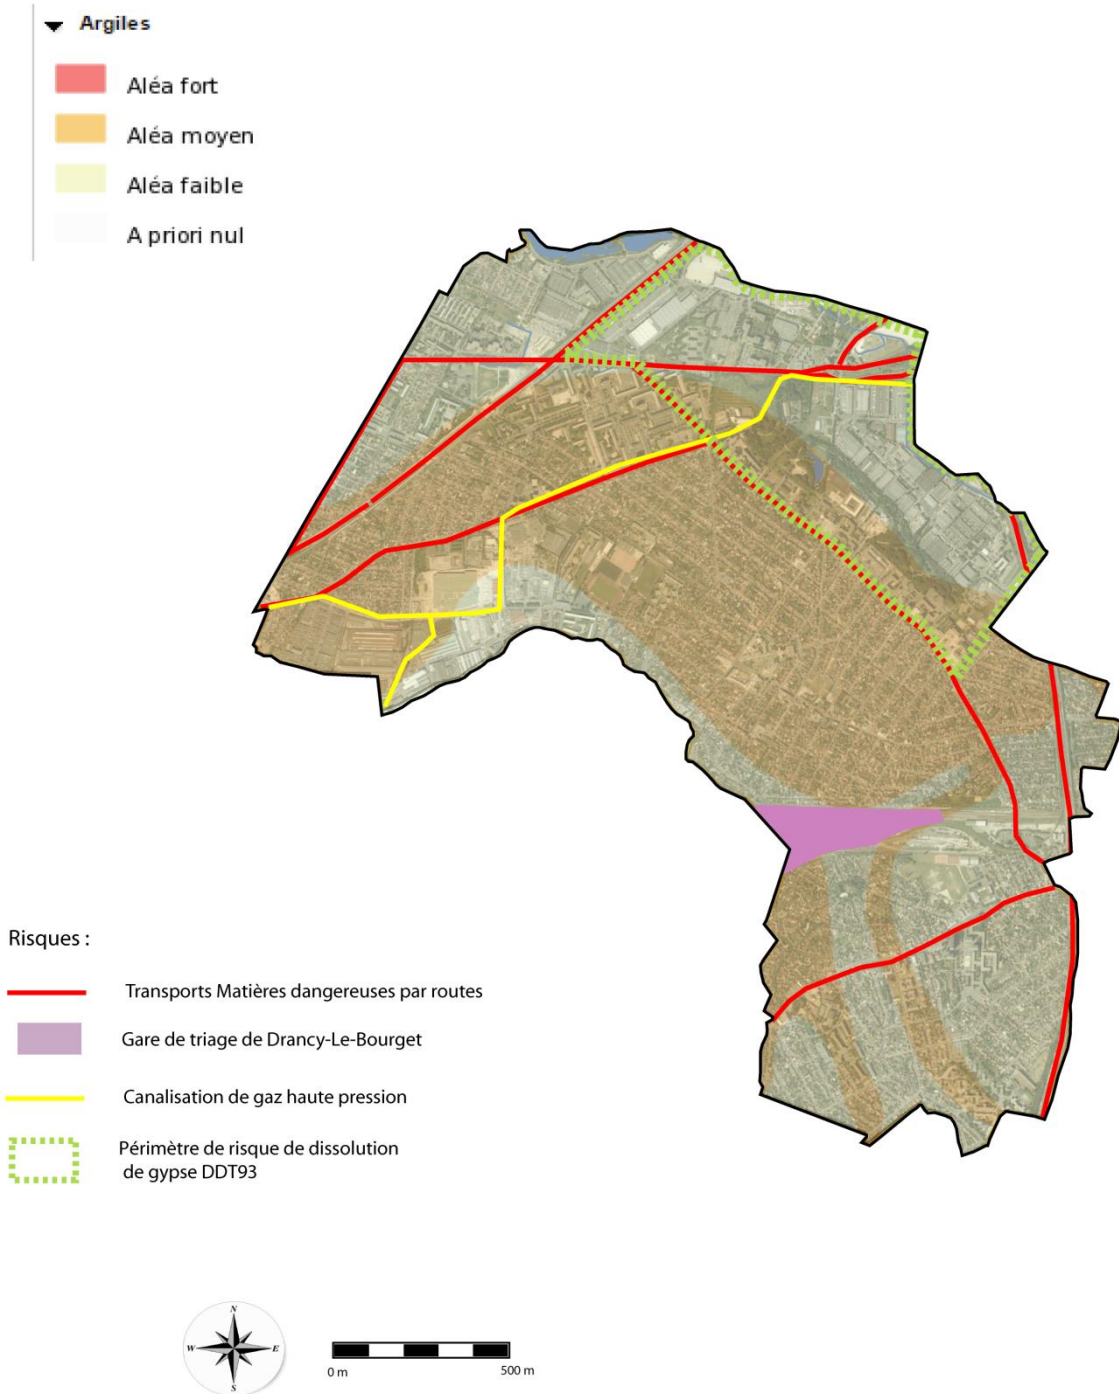 Argiles
Aléa fort
Aléa moyen
Aléa faible
A priori nul
Risques :
Transports Matières dangereuses par routes
Gare de triage de Drancy-Le-Bourget
Canalisation de gaz haute pression
Périmètre de risque de dissolution
de gypse DDT93
N
W
E
S
0 m
500 m